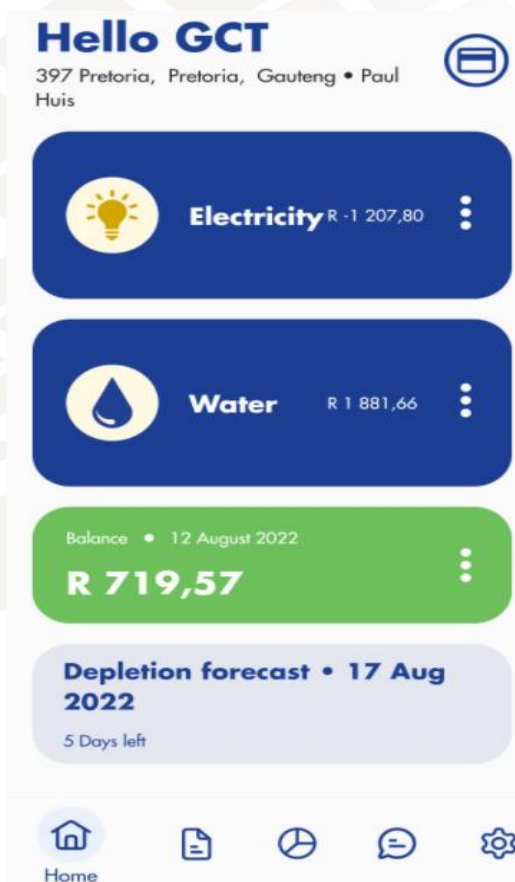 Hello GCT
397 Pretoria, Pretoria, Gauteng • Paul
Huis
Electricity R -1 207,80
Water R 1 881,66
Balance • 12 August 2022
R 719,57
Depletion forecast • 17 Aug
2022
5 Days left
Home